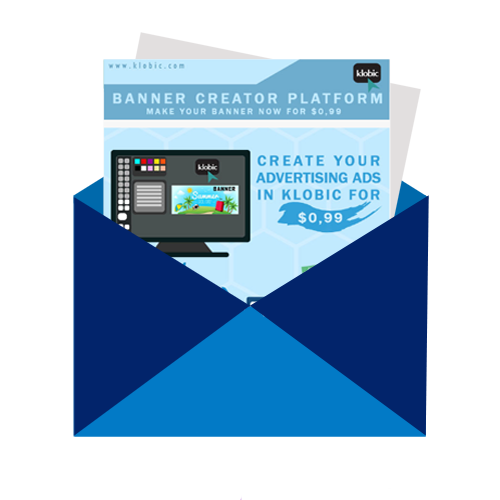 www.klobic.com
klobic
BANNER CREATOR PLATFORM
MAKE YOUR BANNER NOW FOR $0,99
klobic
BANNER
Summer
CREATE YOUR
ADVERTISING ADS
IN KLOBIC FOR
$0,99